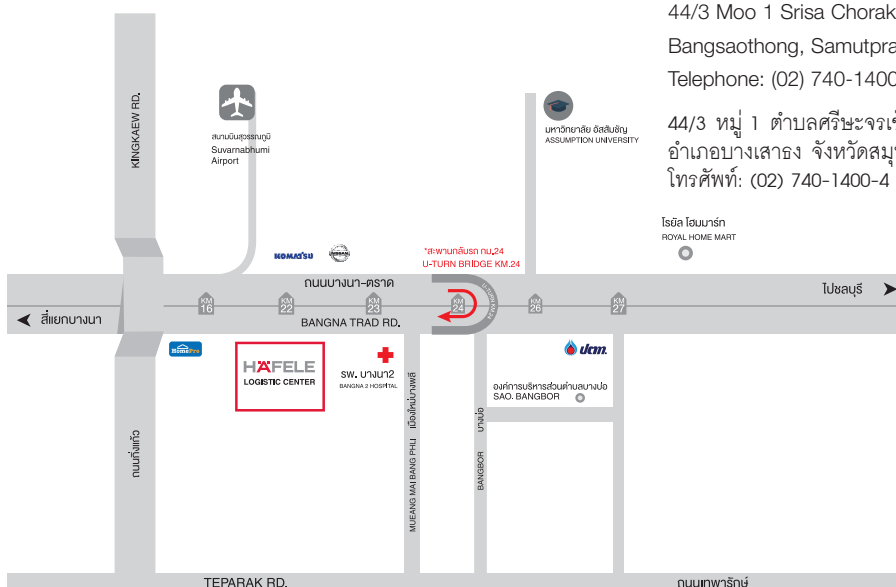 44/3 Moo 1 Srisa Chorak
Bangsaothong, Samutpra
Telephone: (02) 740-1400
44/3 หมู่ 1 ตำบลศรีษะจรเข้
อำเภอบางเสาธง จังหวัดสมุท
โทรศัพท์: (02) 740-1400-4
KINGKAEW RD.
สนามบินสุวรรณภูมิ
Suvarnabhumi
Airport
มหาวิทยาลัย อัสสัมชัญ
ASSUMPTION UNIVERSITY
โรยัล โฮมมาร์ท
ROYAL HOME MART
KOMATSU
NISSAN
*สะพานกลับรถ กม.24
U-TURN BRIDGE KM.24
ถนนบางนา-ตราด
ไปชลบุรี
KM 16
KM 22
KM 23
KM 24
U-TURN KM.24
KM 26
KM 27
สี่แยกบางนา
BANGNA TRAD RD.
HomePro
HÄFELE
LOGISTIC CENTER
รพ. บางนา2
BANGNA 2 HOSPITAL
องค์การบริหารส่วนตำบลบางบ่อ
SAO. BANGBOR
ถนนกิ่งแก้ว
MUEANG MAI BANG PHLI เมืองใหม่บางพลี
BANGBOR บางบ่อ
TEPARAK RD.
ถนนเทพารักษ์